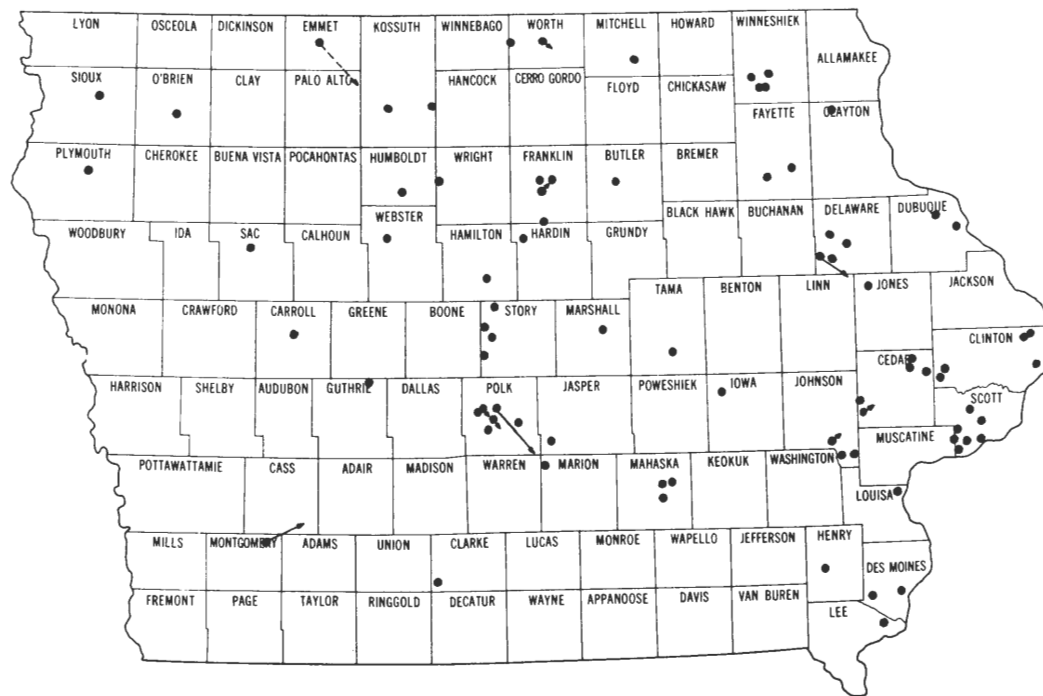 LYON OSCEOLA DICKINSON EMMET KOSSUTH WINNEBAGO WORTH MITCHELL HOWARD WINNESHIEK
ALLAMAKEE
SIOUX O'BRIEN CLAY PALO ALTO HANCOCK CERRO GORDO FLOYD CHICKASAW
FAYETTE CLAYTON
PLYMOUTH CHEROKEE BUENA VISTA POCAHONTAS HUMBOLDT WRIGHT FRANKLIN BUTLER BREMER
WEBSTER BLACK HAWK BUCHANAN DELAWARE DUBUQUE
WOODBURY IDA SAC CALHOUN HAMILTON HARDIN GRUNDY
TAMA BENTON LINN JONES JACKSON
MONONA CRAWFORD CARROLL GREENE BOONE STORY MARSHALL
CEDAR CLINTON
HARRISON SHELBY AUDUBON GUTHRIE DALLAS POLK JASPER POWESHIEK IOWA JOHNSON
SCOTT
MUSCATINE
POTTAWATTAMIE CASS ADAIR MADISON WARREN MARION MAHASKA KEOKUK WASHINGTON
LOUISA
MILLS MONTGOMERY ADAMS UNION CLARKE LUCAS MONROE WAPELLO JEFFERSON HENRY
DES MOINES
FREMONT PAGE TAYLOR RINGGOLD DECATUR WAYNE APPANOOSE DAVIS VAN BUREN
LEE